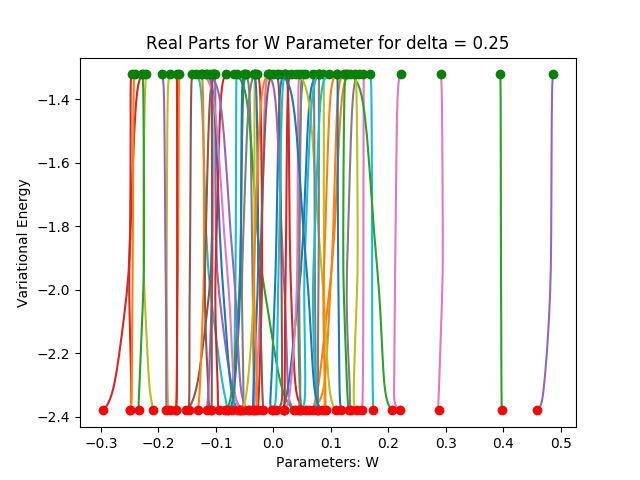 Real Parts for W Parameter for delta = 0.25
Variational Energy
−1.4
−1.6
−1.8
−2.0
−2.2
−2.4
−0.3 −0.2 −0.1 0.0 0.1 0.2 0.3 0.4 0.5
Parameters: W